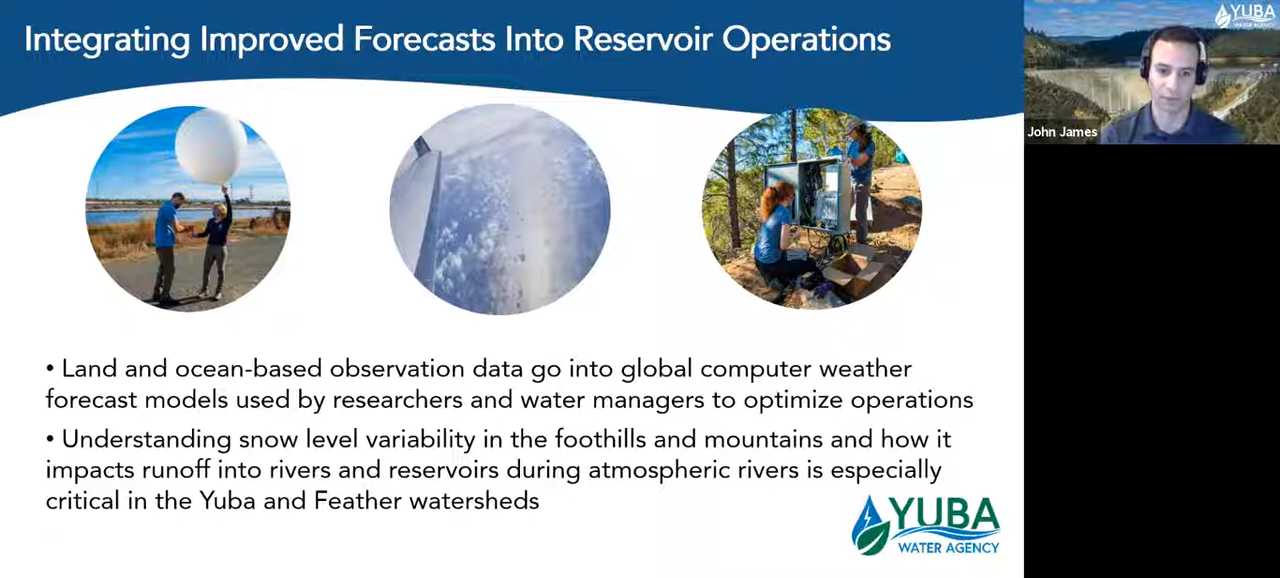 Integrating Improved Forecasts Into Reservoir Operations
YUBA
WATER AGENCY
John James
• Land and ocean-based observation data go into global computer weather
forecast models used by researchers and water managers to optimize operations
• Understanding snow level variability in the foothills and mountains and how it
impacts runoff into rivers and reservoirs during atmospheric rivers is especially
critical in the Yuba and Feather watersheds
YUBA
WATER AGENCY